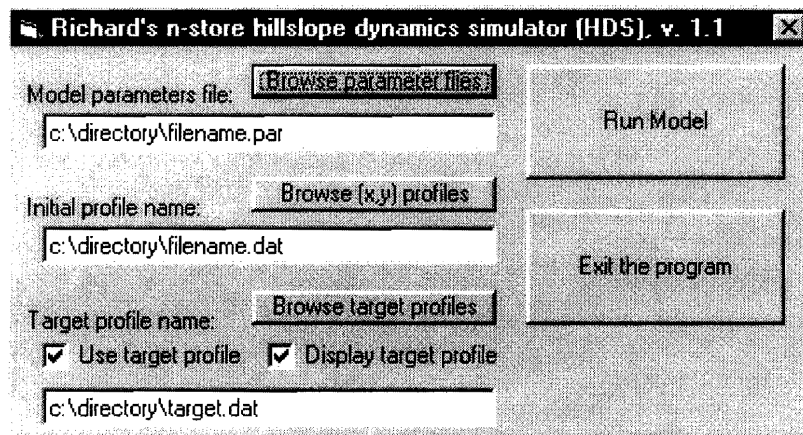 Richard's n-store hillslope dynamics simulator (HDS), v. 1.1
Model parameters file:
Browse parameter files
c:\directory\filename.par
Run Model
Initial profile name:
Browse (x,y) profiles
c:\directory\filename.dat
Exit the program
Target profile name:
Browse target profiles
Use target profile
Display target profile
c:\directory\target.dat